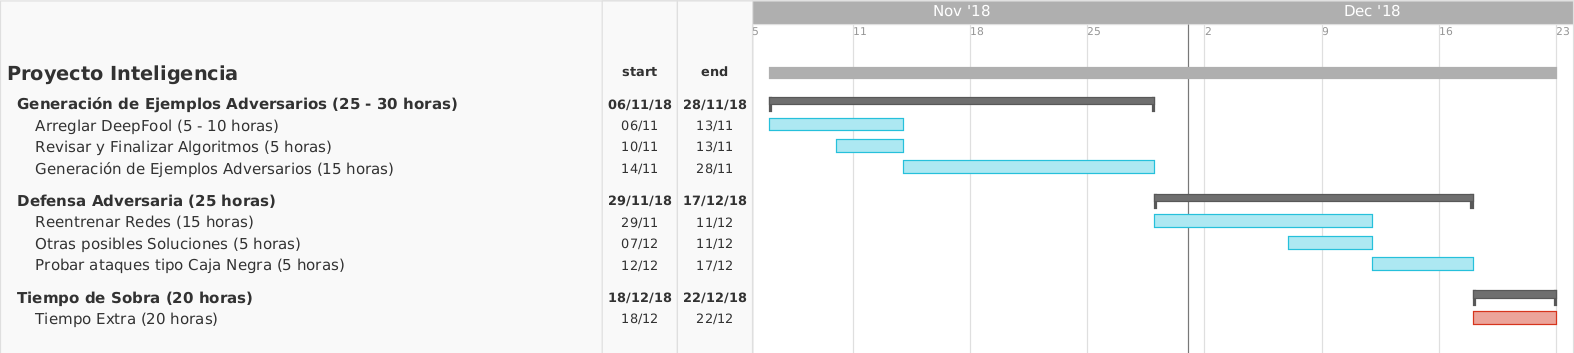 Nov '18 Dec '18
5 11 18 25 2 9 16 23
Proyecto Inteligencia start end
Generación de Ejemplos Adversarios (25 - 30 horas) 06/11/18 28/11/18
Arreglar DeepFool (5 - 10 horas) 06/11 13/11
Revisar y Finalizar Algoritmos (5 horas) 10/11 13/11
Generación de Ejemplos Adversarios (15 horas) 14/11 28/11
Defensa Adversaria (25 horas) 29/11/18 17/12/18
Reentrenar Redes (15 horas) 29/11 11/12
Otras posibles Soluciones (5 horas) 07/12 11/12
Probar ataques tipo Caja Negra (5 horas) 12/12 17/12
Tiempo de Sobra (20 horas) 18/12/18 22/12/18
Tiempo Extra (20 horas) 18/12 22/12